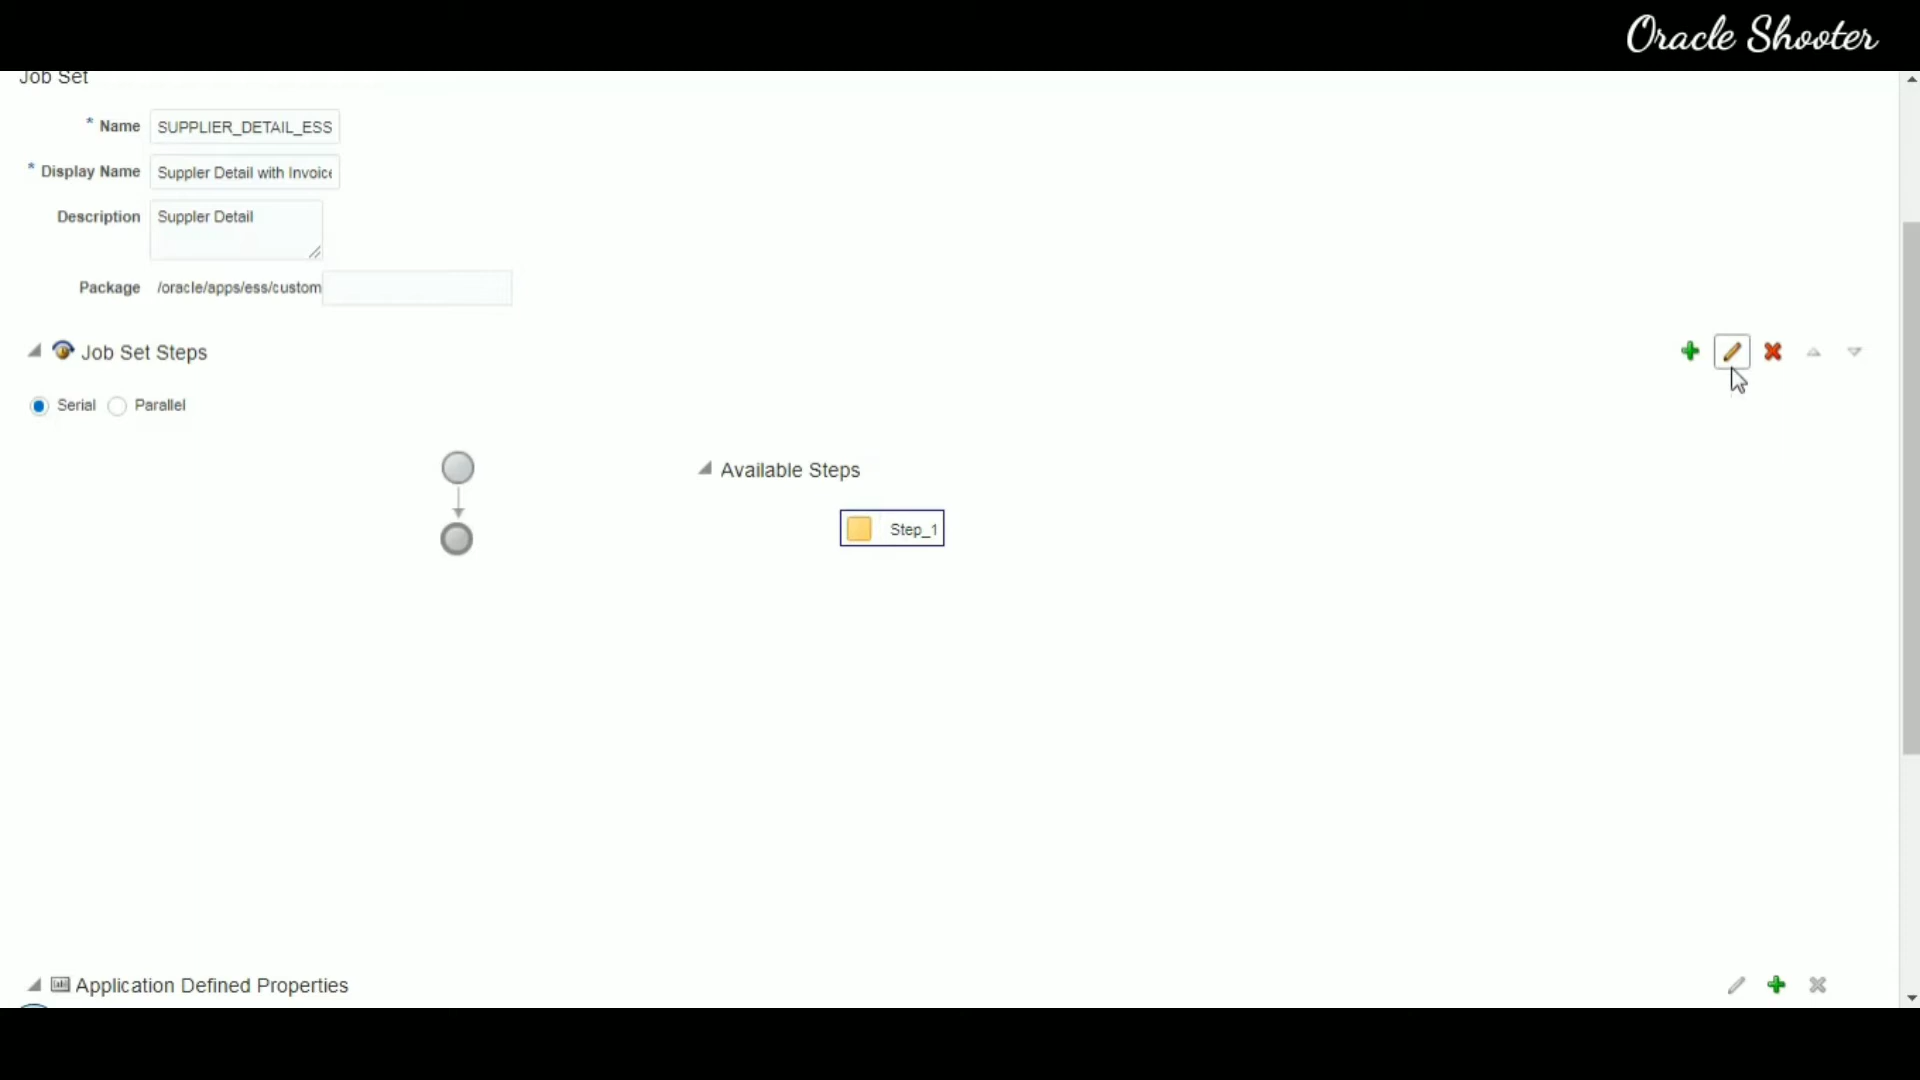 Oracle Shooter
Job Set
* Name SUPPLIER_DETAIL_ESS
* Display Name Suppler Detail with Invoice
Description Suppler Detail
Package /oracle/apps/ess/custom
Job Set Steps
Serial Parallel
Available Steps
Step_1
Application Defined Properties